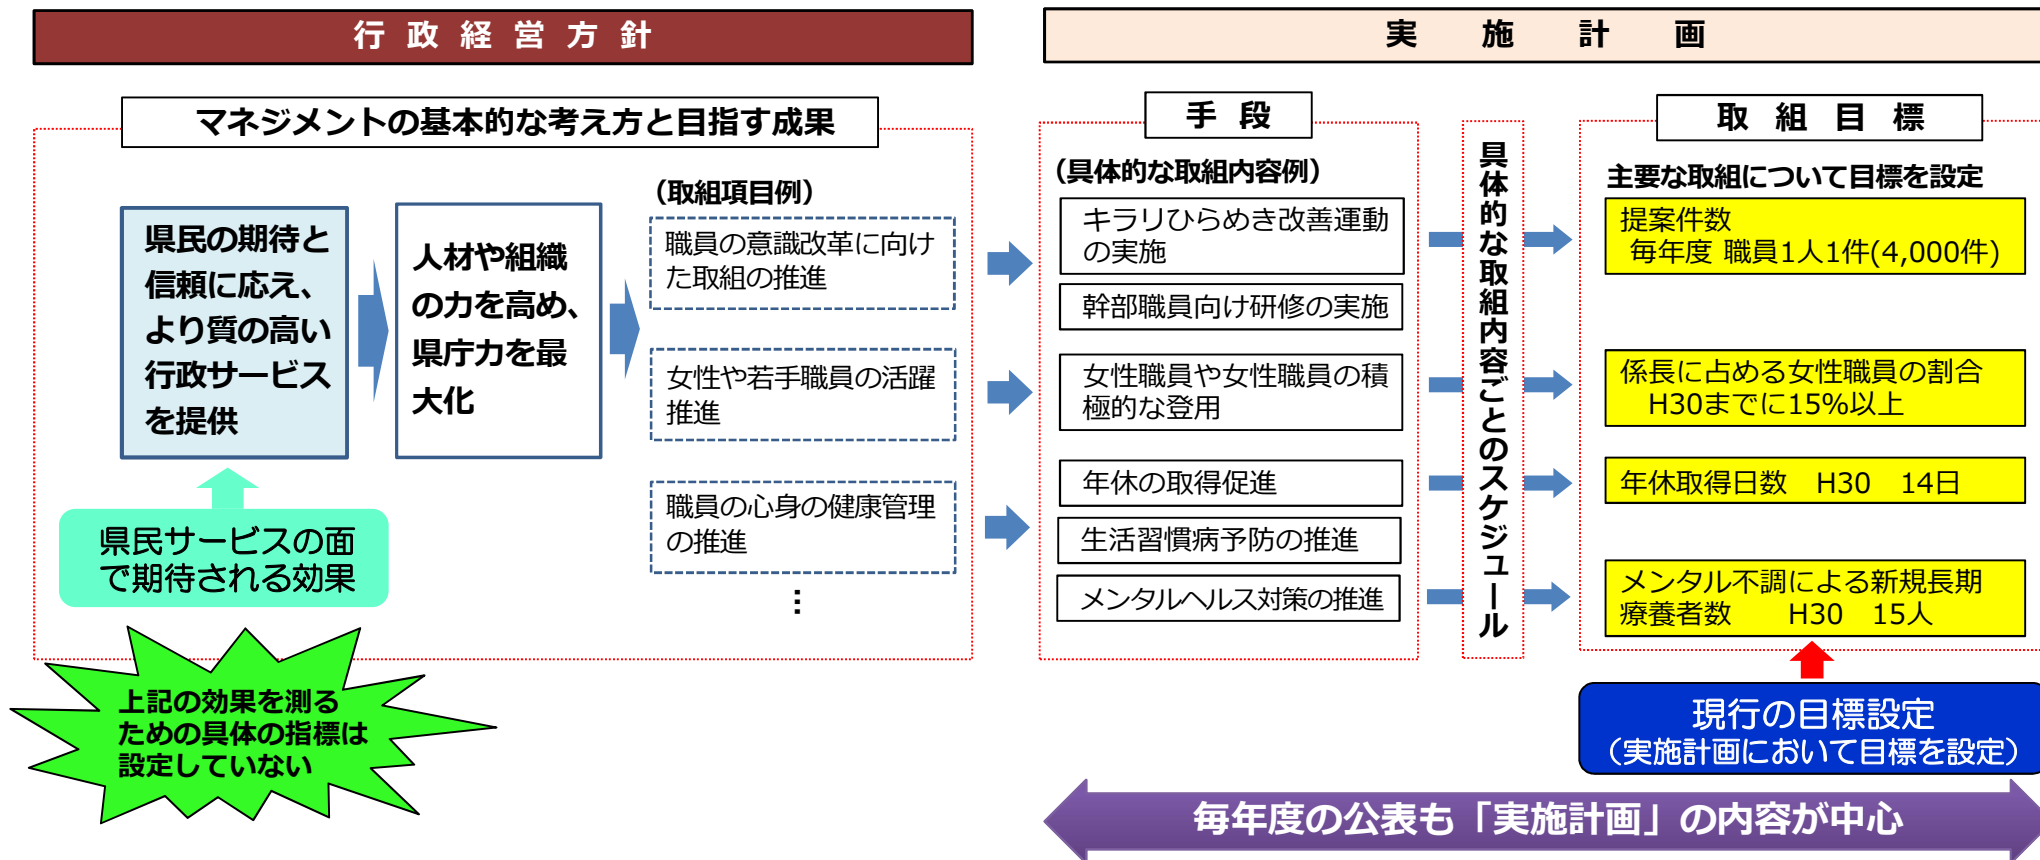 行政経営方針
マネジメントの基本的な考え方と目指す成果
県民の期待と
信頼に応え、
より質の高い
行政サービス
を提供
人材や組織
の力を高め、
県庁力を最
大化
（取組項目例）
職員の意識改革に向け
た取組の推進
女性や若手職員の活躍
推進
職員の心身の健康管理
の推進
…
県民サービスの面
で期待される効果
上記の効果を測る
ための具体の指標は
設定していない
実施計画
手段
（具体的な取組内容例）
キラリひらめき改善運動
の実施
幹部職員向け研修の実施
女性職員や女性職員の積
極的な登用
年休の取得促進
生活習慣病予防の推進
メンタルヘルス対策の推進
具体的な取組内容ごとのスケジュール
取組目標
主要な取組について目標を設定
提案件数
毎年度 職員1人1件(4,000件)
係長に占める女性職員の割合
H30までに15%以上
年休取得日数　H30　14日
メンタル不調による新規長期
療養者数　　H30　15人
現行の目標設定
（実施計画において目標を設定）
毎年度の公表も「実施計画」の内容が中心